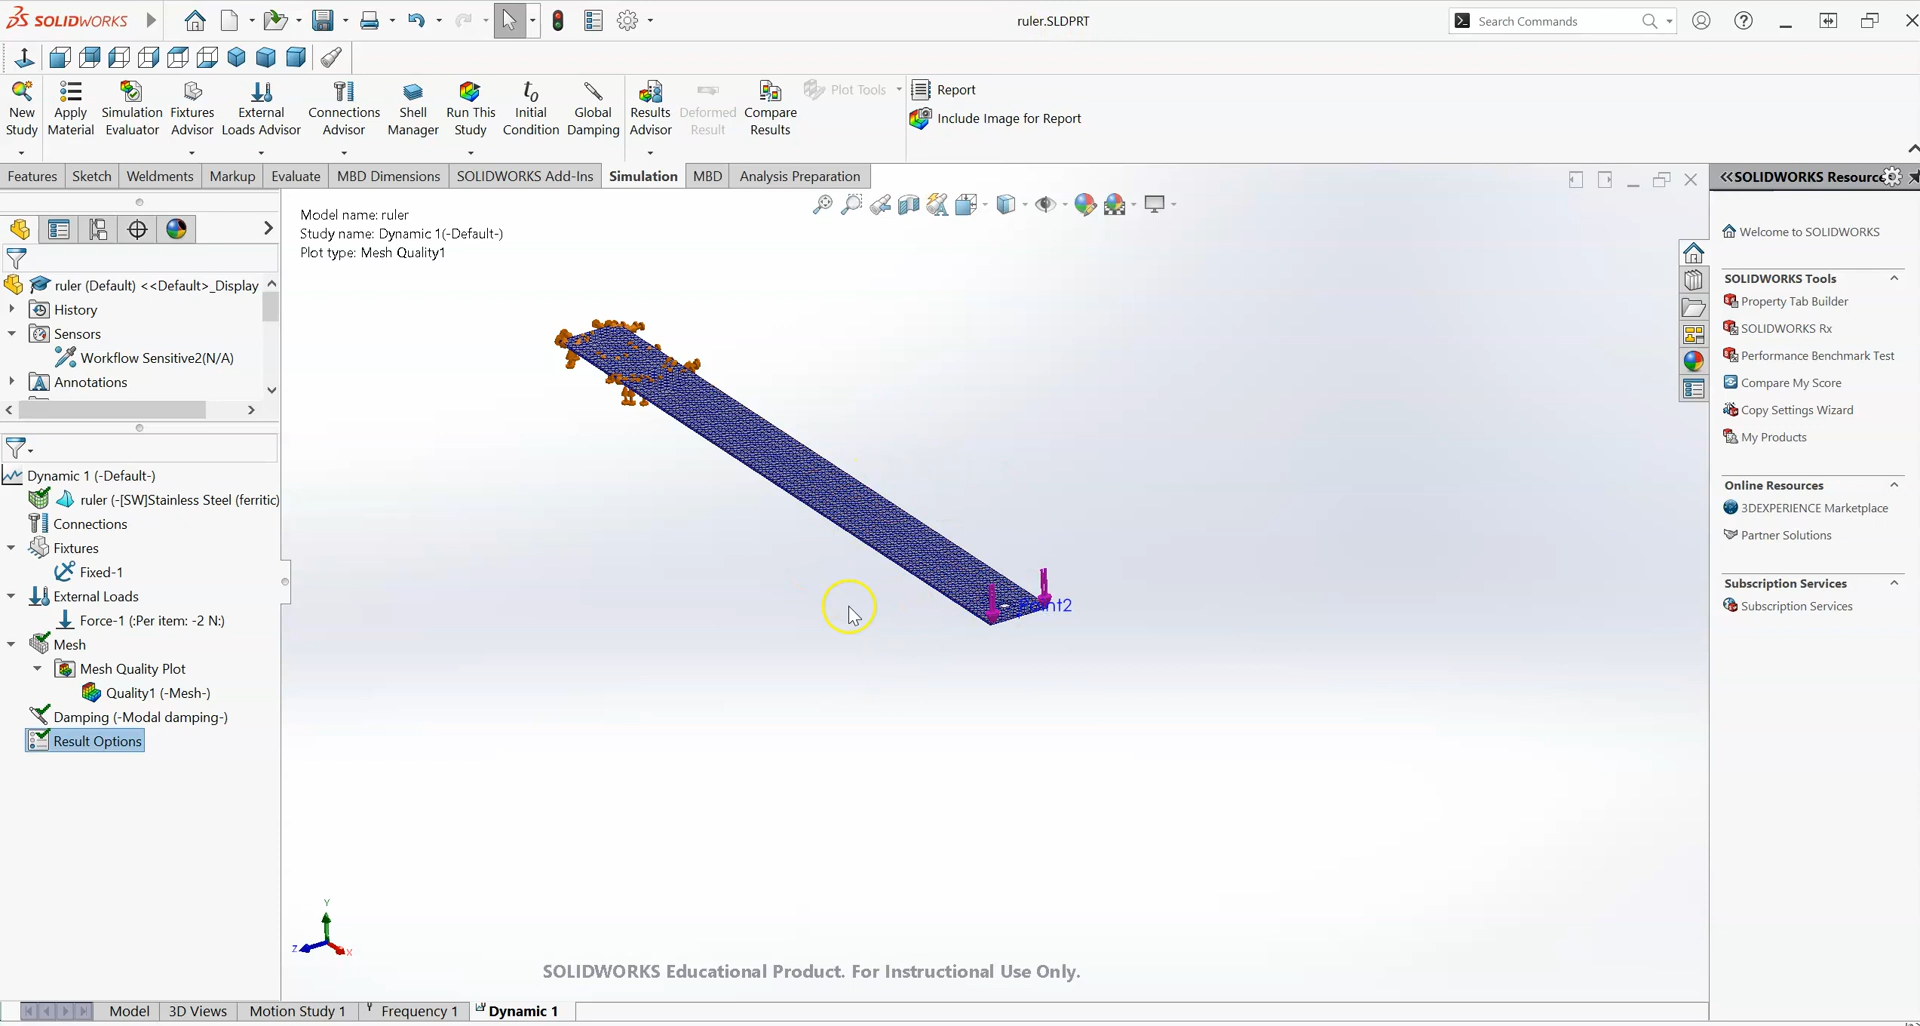 SOLIDWORKS
ruler.SLDPRT
Search Commands
New Study
Apply Material
Simulation Evaluator
Fixtures Advisor
External Loads Advisor
Connections Advisor
Shell Manager
Run This Study
Initial Condition
Global Damping
Results Advisor
Deformed Result
Compare Results
Plot Tools
Report
Include Image for Report
Features
Sketch
Weldments
Markup
Evaluate
MBD Dimensions
SOLIDWORKS Add-Ins
Simulation
MBD
Analysis Preparation
ruler (Default) <<Default>_Display
History
Sensors
Workflow Sensitive2(N/A)
Annotations
Dynamic 1 (-Default-)
ruler (-[SW]Stainless Steel (ferritic)
Connections
Fixtures
Fixed-1
External Loads
Force-1 (:Per item: -2 N:)
Mesh
Mesh Quality Plot
Quality1 (-Mesh-)
Damping (-Modal damping-)
Result Options
Model name: ruler
Study name: Dynamic 1(-Default-)
Plot type: Mesh Quality1
Y
Z
X
SOLIDWORKS Educational Product. For Instructional Use Only.
SOLIDWORKS Resource
Welcome to SOLIDWORKS
SOLIDWORKS Tools
Property Tab Builder
SOLIDWORKS Rx
Performance Benchmark Test
Compare My Score
Copy Settings Wizard
My Products
Online Resources
3DEXPERIENCE Marketplace
Partner Solutions
Subscription Services
Subscription Services
Model
3D Views
Motion Study 1
Frequency 1
Dynamic 1